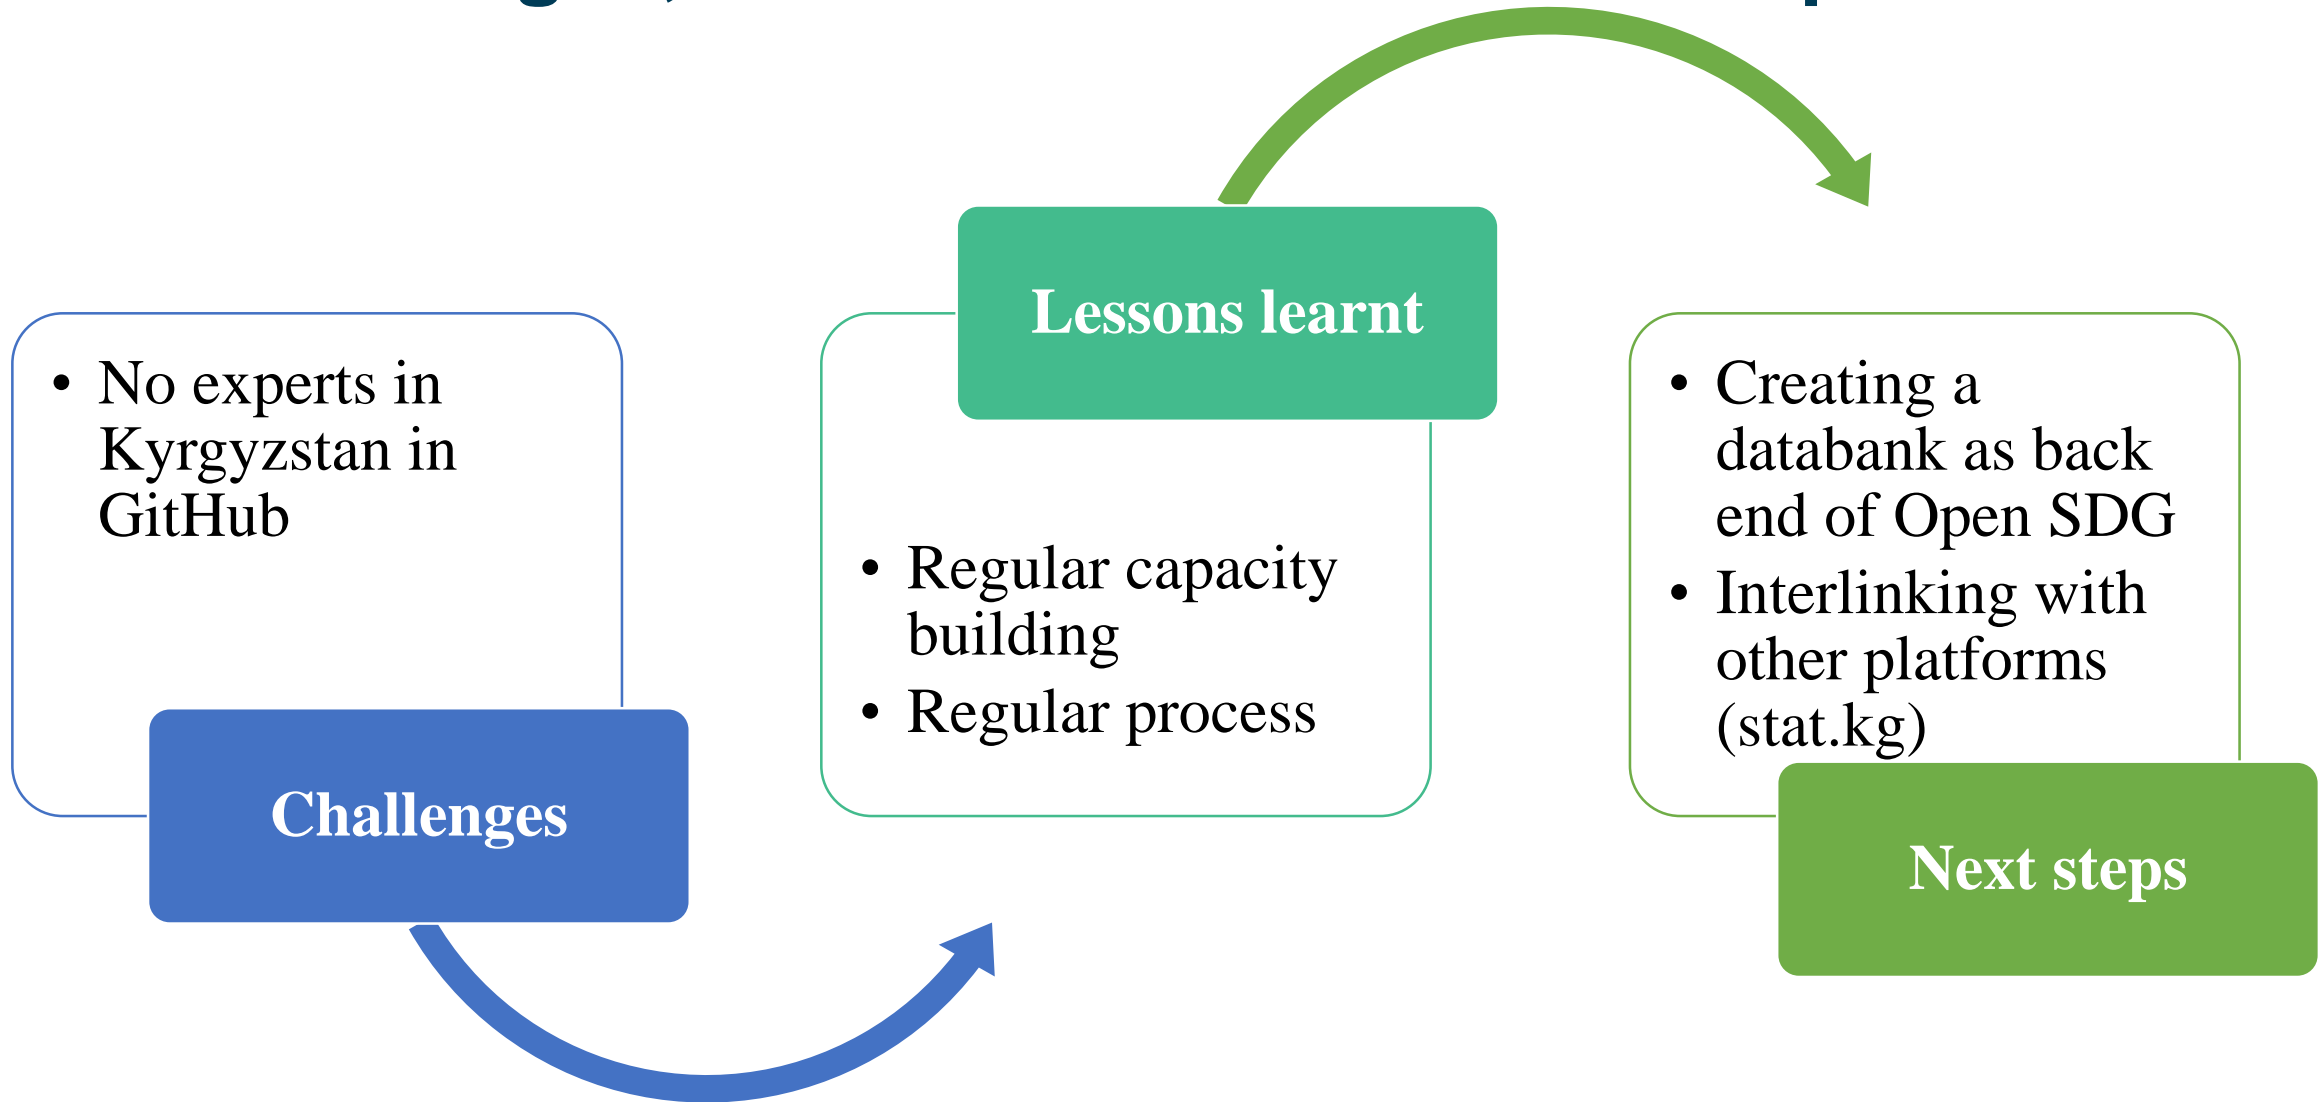 • No experts in
Kyrgyzstan in
GitHub
Challenges
Lessons learnt
• Regular capacity
building
• Regular process
• Creating a
databank as back
end of Open SDG
• Interlinking with
other platforms
(stat.kg)
Next steps